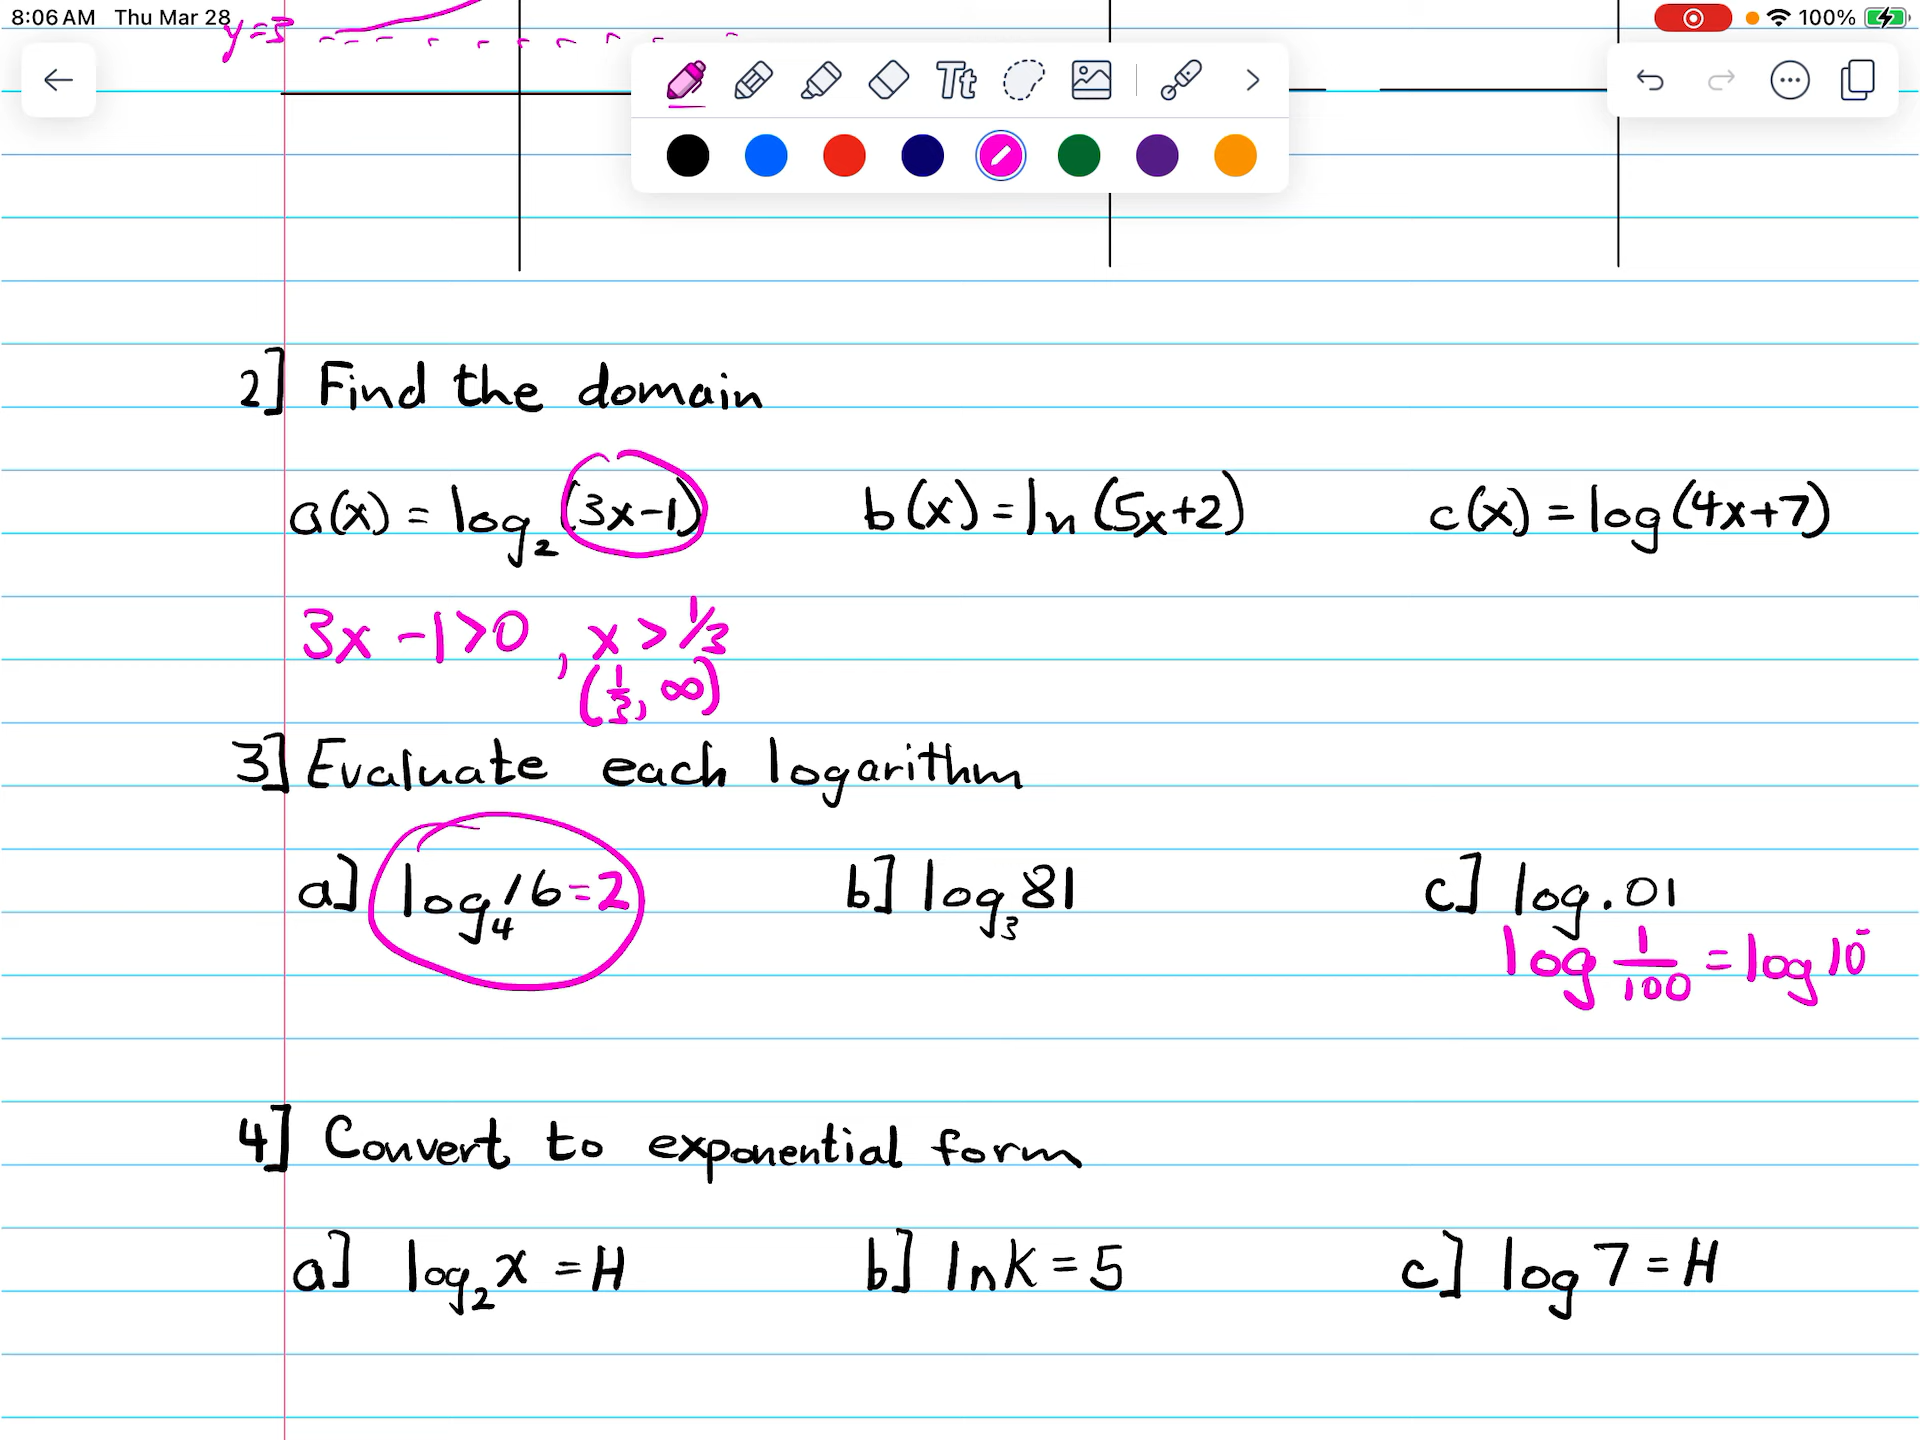 8:06 AM Thu Mar 28 100%
y=3
Tt
2] Find the domain
a(x) = log₂(3x-1) b(x) = ln(5x+2) c(x) = log(4x+7)
3x-1>0, x > 1/3
(1/3, ∞)
3] Evaluate each logarithm
a] log₄16=2 b] log₃81 c] log .01
log 1/100 = log 10⁻
4] Convert to exponential form
a] log₂x = H b] lnK = 5 c] log 7 = H